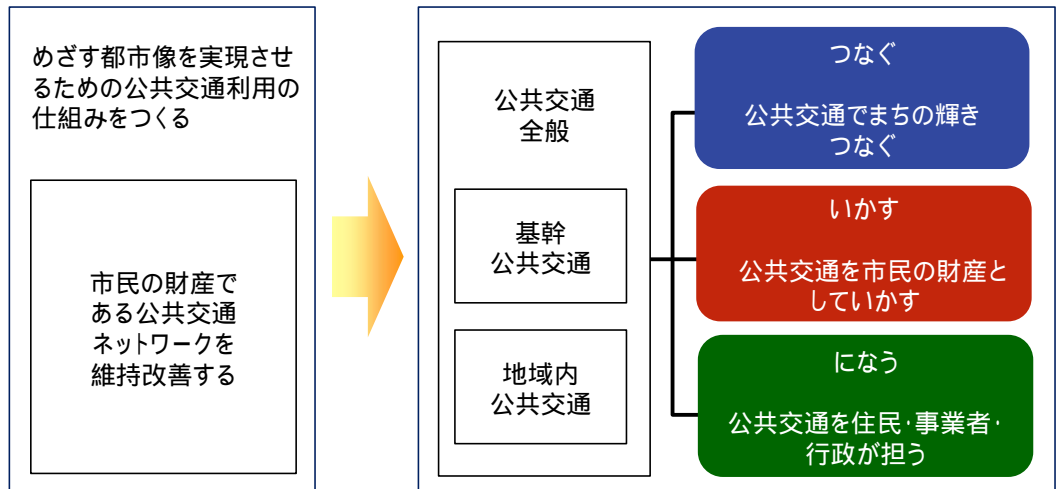 めざす都市像を実現させ
るための公共交通利用の
仕組みをつくる
市民の財産で
ある公共交通
ネットワークを
維持改善する
公共交通
全般
基幹
公共交通
地域内
公共交通
つなぐ
公共交通でまちの輝き
つなぐ
いかす
公共交通を市民の財産と
していかす
になう
公共交通を住民・事業者・
行政が担う